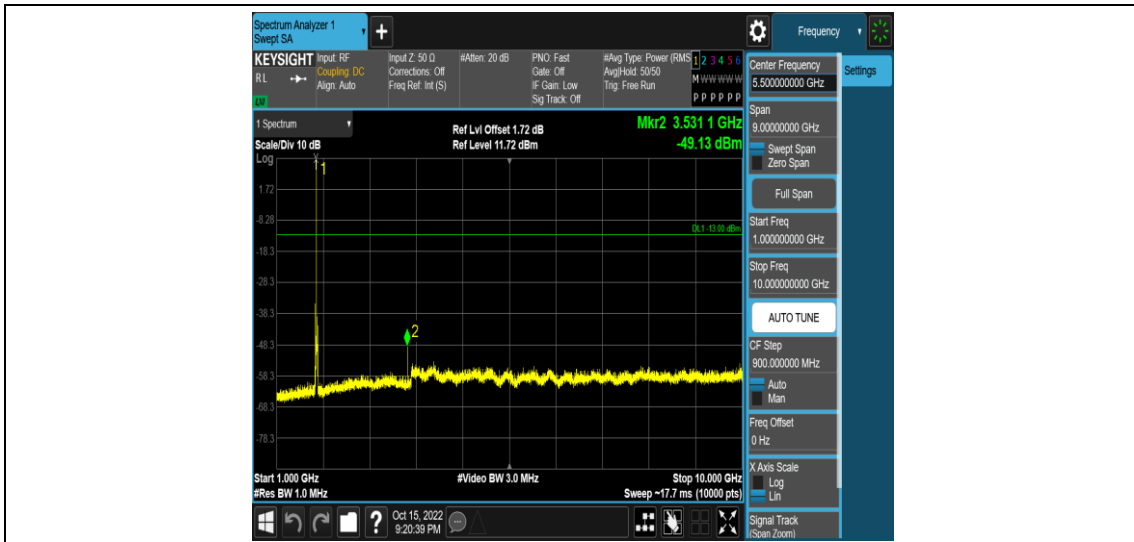 Spectrum Analyzer 1
Swept SA
+
Frequency
KEYSIGHT
RL
LXI
Input: RF
Coupling: DC
Align: Auto
Input Z: 50 Ω
Corrections: Off
Freq Ref: Int (S)
#Atten: 20 dB
PNO: Fast
Gate: Off
IF Gain: Low
Sig Track: Off
#Avg Type: Power (RMS
Avg|Hold: 50/50
Trig: Free Run
1 2 3 4 5 6
M W W W W W
P P P P P P
1 Spectrum
Scale/Div 10 dB
Log
Ref Lvl Offset 1.72 dB
Ref Level 11.72 dBm
Mkr2 3.531 1 GHz
-49.13 dBm
1
1
1.72
-8.28
DL1 -13.00 dBm
-18.3
-28.3
-38.3
2
-48.3
-58.3
-68.3
-78.3
Start 1.000 GHz
#Res BW 1.0 MHz
#Video BW 3.0 MHz
Stop 10.000 GHz
Sweep ~17.7 ms (10000 pts)
?
Oct 15, 2022
9:20:39 PM
Center Frequency
5.500000000 GHz
Settings
Span
9.00000000 GHz
Swept Span
Zero Span
Full Span
Start Freq
1.000000000 GHz
Stop Freq
10.000000000 GHz
AUTO TUNE
CF Step
900.000000 MHz
Auto
Man
Freq Offset
0 Hz
X Axis Scale
Log
Lin
Signal Track
(Span Zoom)